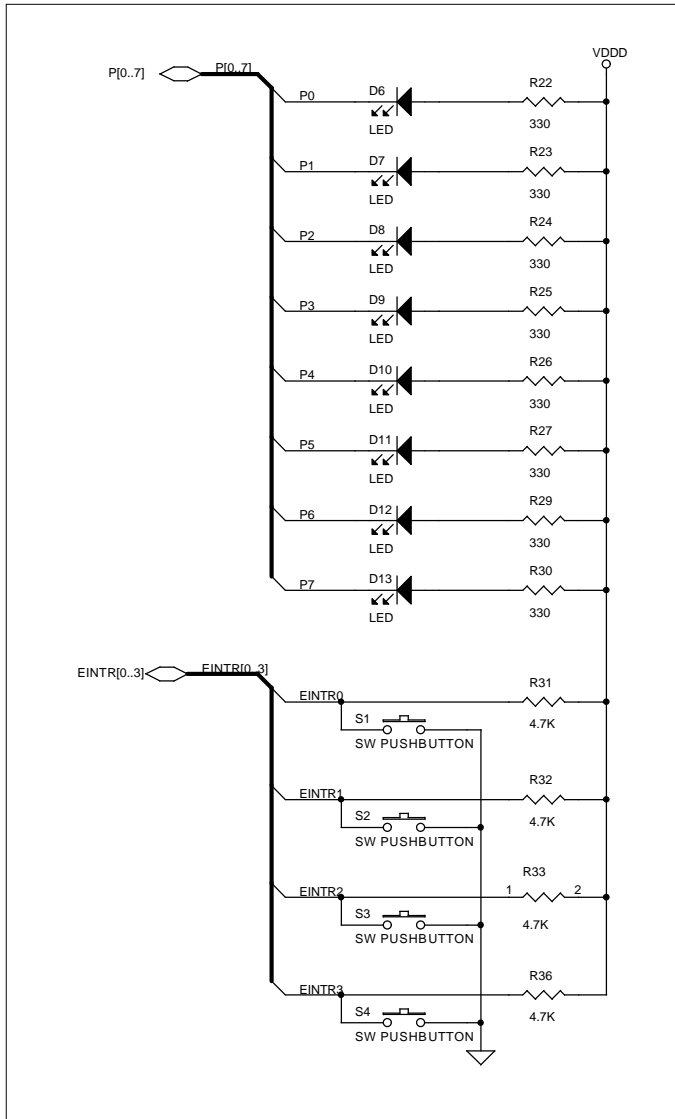 VDDD
P[0..7] P[0..7]
P0 D6 R22
LED 330
P1 D7 R23
LED 330
P2 D8 R24
LED 330
P3 D9 R25
LED 330
P4 D10 R26
LED 330
P5 D11 R27
LED 330
P6 D12 R29
LED 330
P7 D13 R30
LED 330
EINTR[0..3] EINTR[0..3]
EINTR0 R31
S1 4.7K
SW PUSHBUTTON
EINTR1 R32
S2 4.7K
SW PUSHBUTTON
R33
EINTR2 1 2
S3 4.7K
SW PUSHBUTTON
EINTR3 R36
S4 4.7K
SW PUSHBUTTON